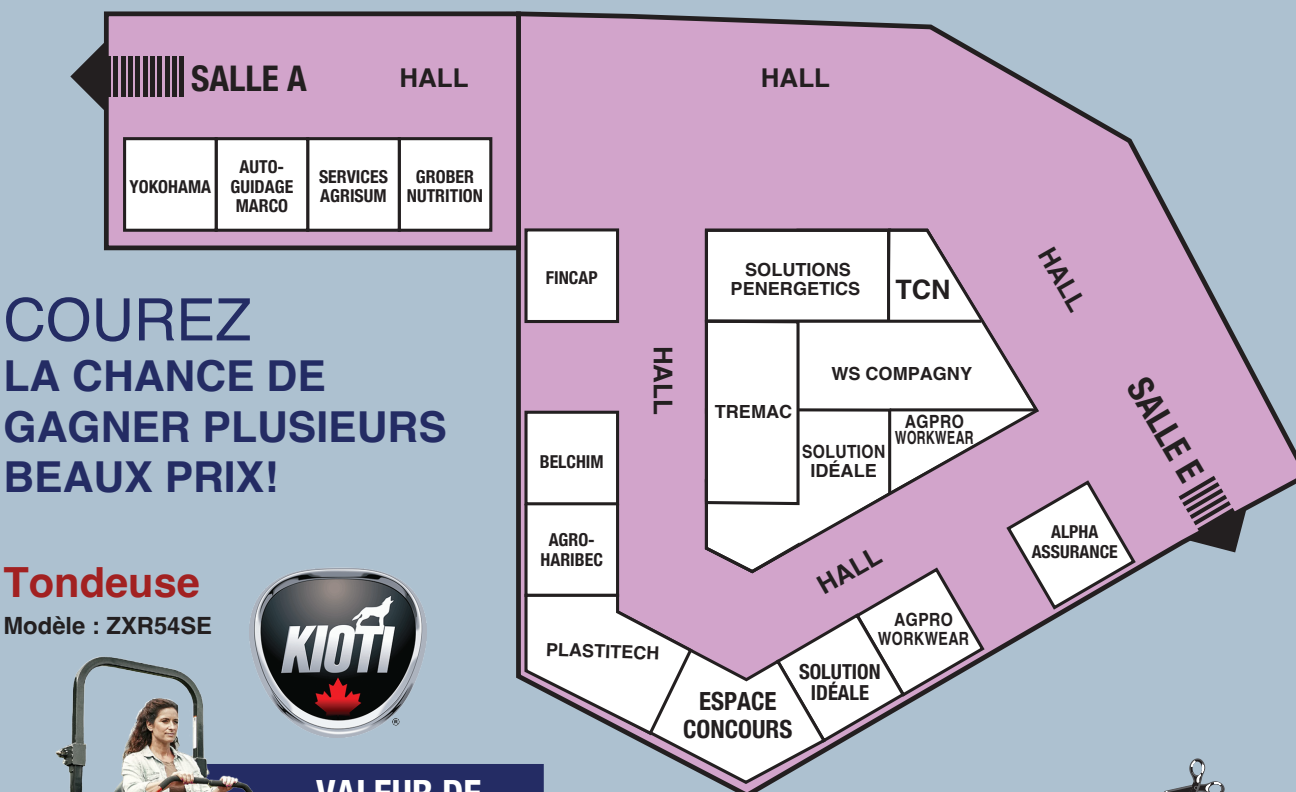 SALLE A
HALL
HALL
YOKOHAMA
AUTO-
GUIDAGE
MARCO
SERVICES
AGRISUM
GROBER
NUTRITION
FINCAP
SOLUTIONS
PENERGETICS
TCN
HALL
HALL
WS COMPAGNY
TREMAC
SOLUTION
IDÉALE
AGPRO
WORKWEAR
SALLE E
BELCHIM
AGRO-
HARIBEC
HALL
ALPHA
ASSURANCE
PLASTITECH
ESPACE
CONCOURS
SOLUTION
IDÉALE
AGPRO
WORKWEAR
COUREZ
LA CHANCE DE
GAGNER PLUSIEURS
BEAUX PRIX!
Tondeuse
Modèle : ZXR54SE
KIOTI
®
VALEUR DE